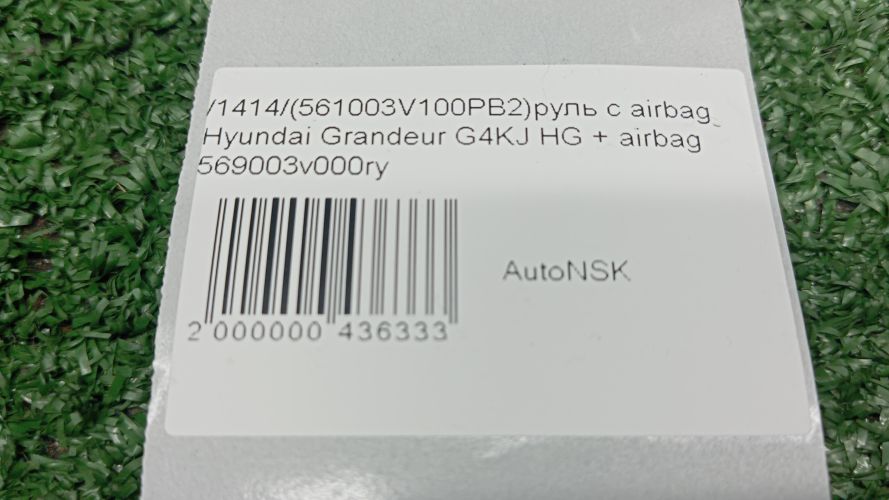 /1414/(561003V100PB2)руль с airbag
Hyundai Grandeur G4KJ HG + airbag
569003v000ry
AutoNSK
2 000000 436333